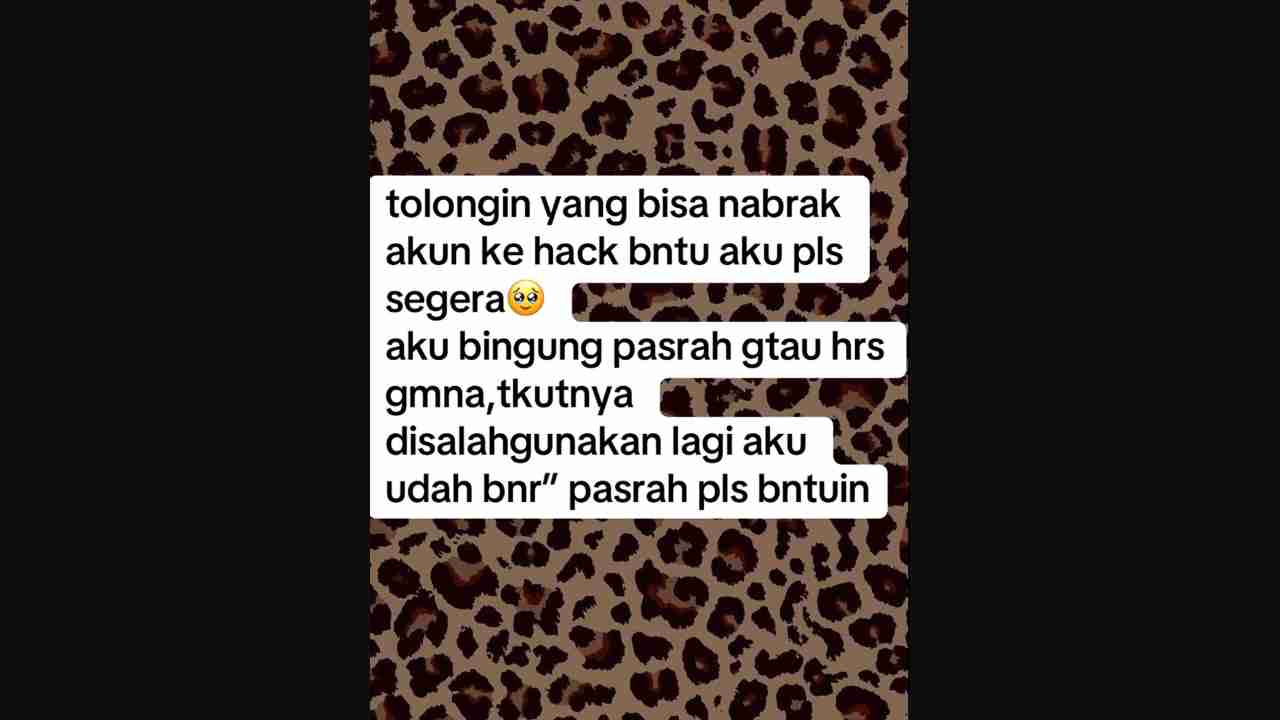 tolongin yang bisa nabrak
akun ke hack bntu aku pls
segera🥹
aku bingung pasrah gtau hrs
gmna,tkutnya
disalahgunakan lagi aku
udah bnr” pasrah pls bntuin